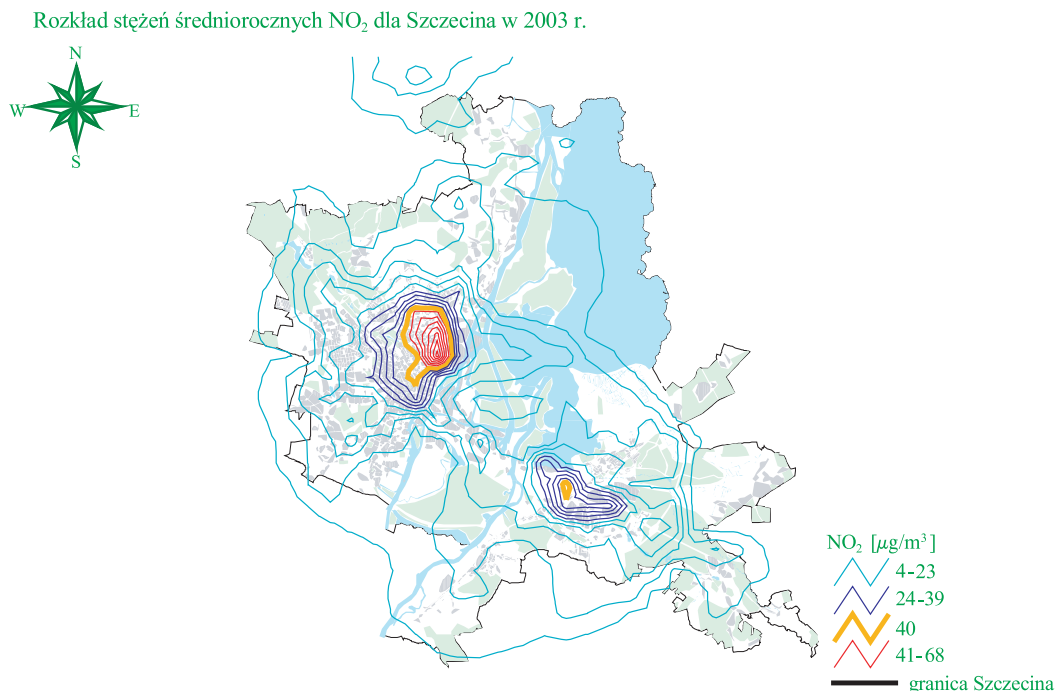 Rozkład stężeń średniorocznych NO₂ dla Szczecina w 2003 r.
N
W E
S
NO₂ [µg/m³]
4-23
24-39
40
41-68
granica Szczecina